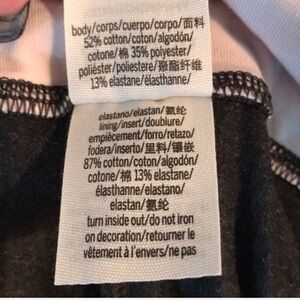 body/corps/cuerpo/corpo/面料
52% cotton/coton/algodón/
cotone/棉 35% polyester/
poliéster/poliestere/聚酯纤维
13% elastane/élasthanne/
elastano/elastan/氨纶
lining/insert/doublure/
empiècement/forro/retazo/
fodera/inserto/里料/镶嵌
87% cotton/coton/algodón/
cotone/棉 13% elastane/
élasthanne/elastano/
elastan/氨纶
turn inside out/do not iron
on decoration/retourner le
vêtement à l'envers/ne pas